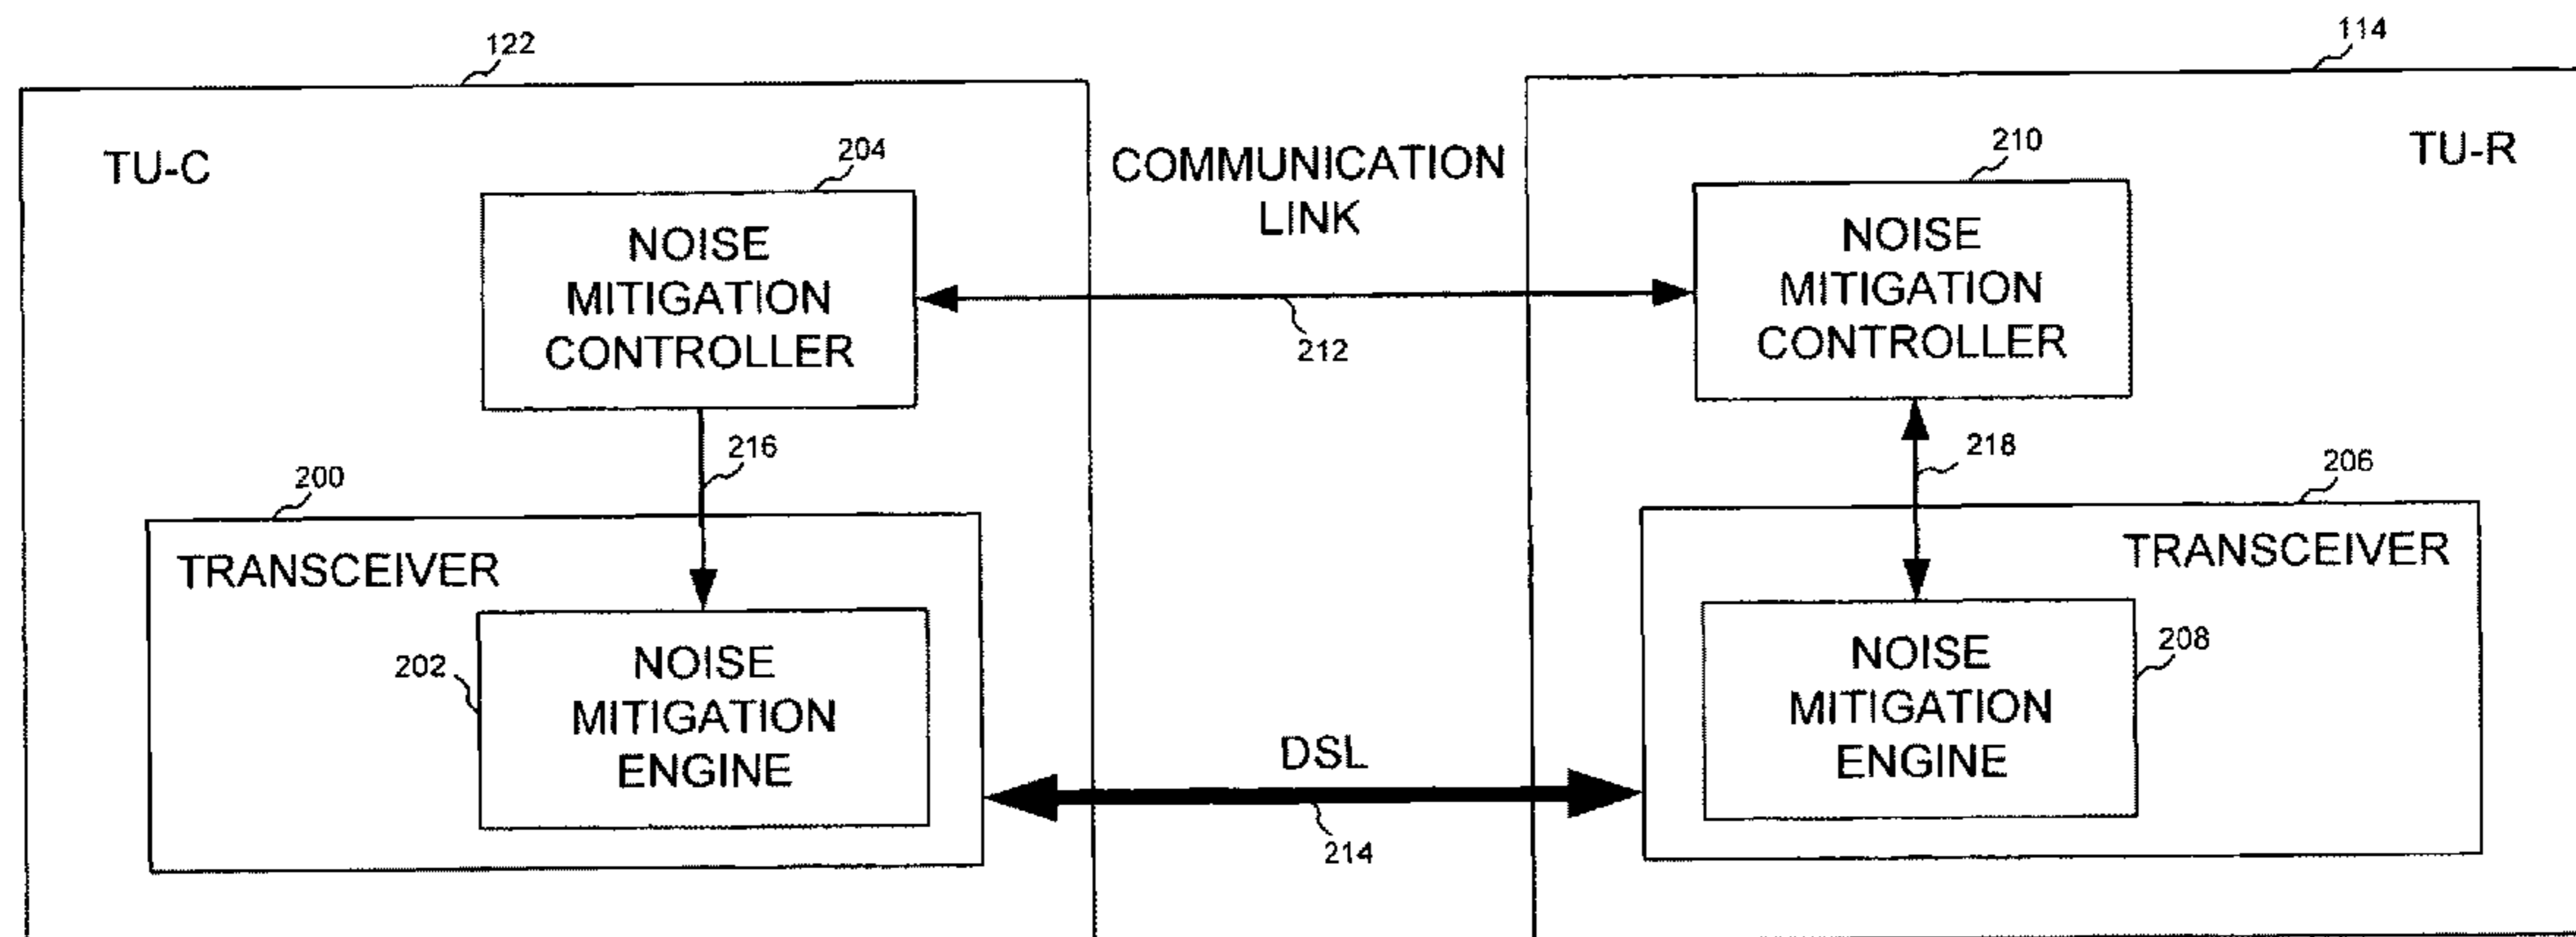 122
114
TU-C
TU-R
204
210
COMMUNICATION
LINK
NOISE
MITIGATION
CONTROLLER
NOISE
MITIGATION
CONTROLLER
212
216
218
200
206
TRANSCEIVER
TRANSCEIVER
202
NOISE
MITIGATION
ENGINE
NOISE
MITIGATION
ENGINE
208
DSL
214